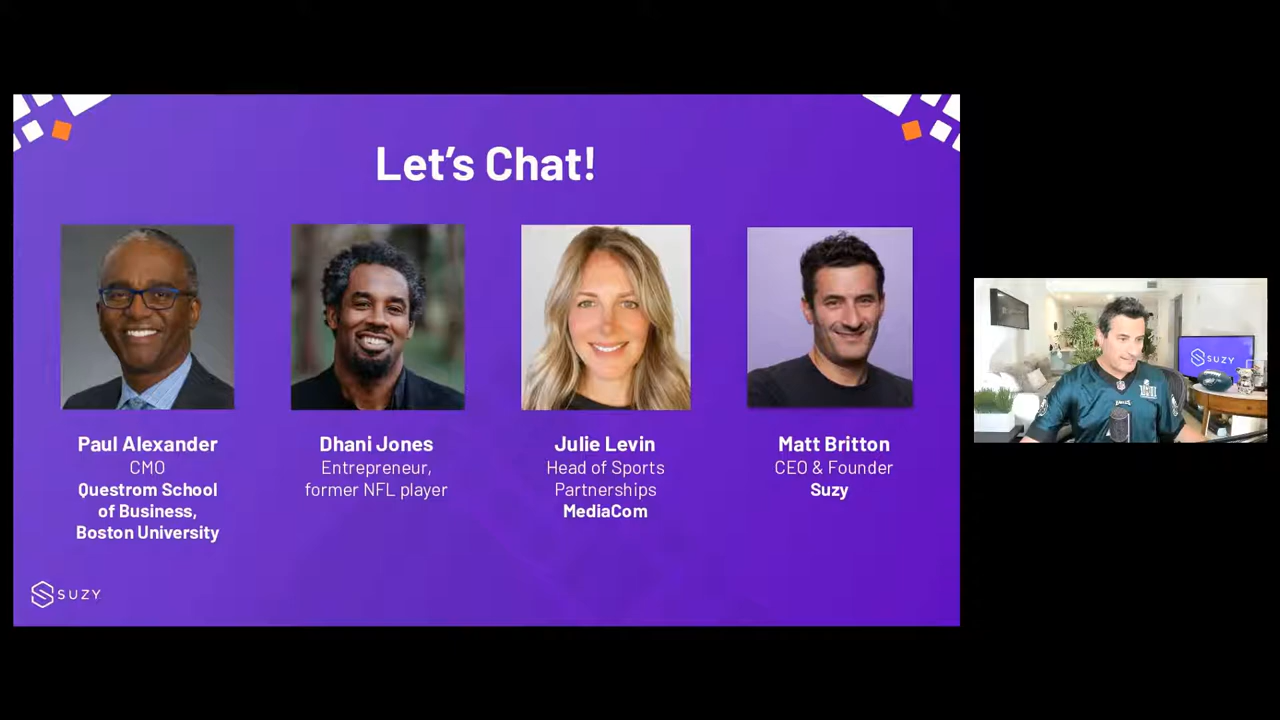 Let's Chat!
Paul Alexander
CMO
Questrom School
of Business,
Boston University
Dhani Jones
Entrepreneur,
former NFL player
Julie Levin
Head of Sports
Partnerships
MediaCom
Matt Britton
CEO & Founder
Suzy
SUZY
SUZY